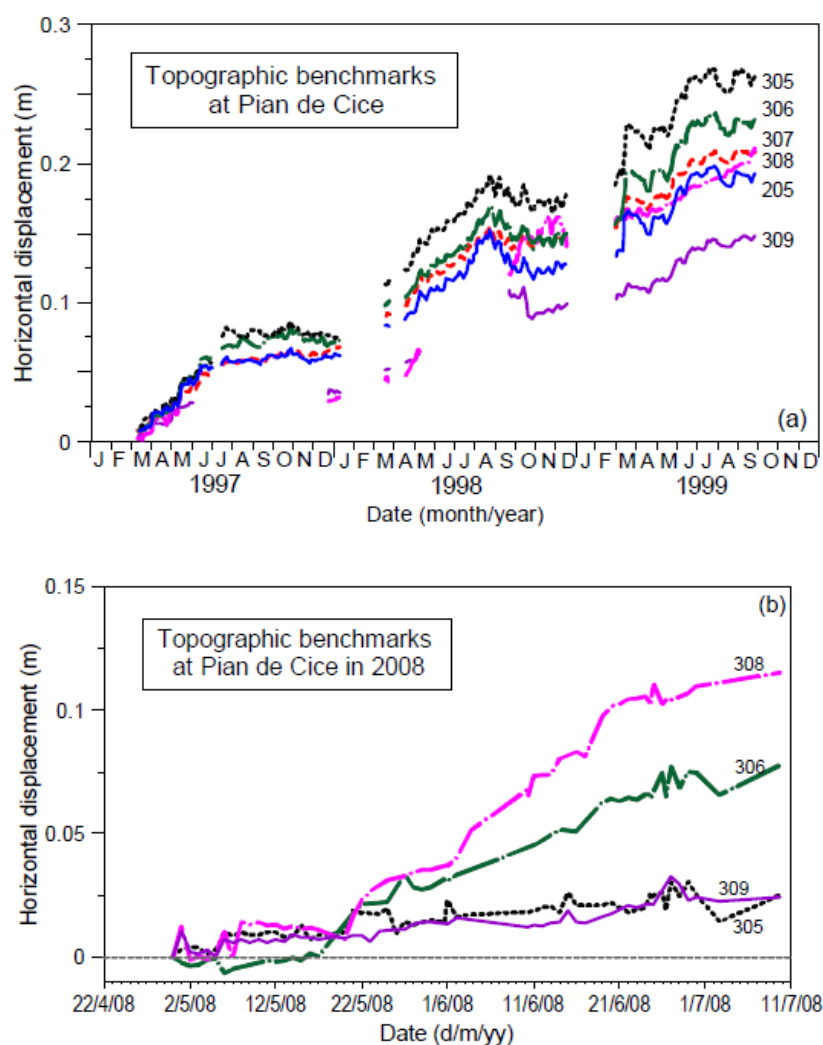 0.3
0.2
0.1
0
Horizontal displacement (m)
Topographic benchmarks
at Pian de Cice
305
306
307
308
205
309
(a)
J F M A M J J A S O N D J F M A M J J A S O N D J F M A M J J A S O N D
1997 1998 1999
Date (month/year)
0.15
0.1
0.05
0
Horizontal displacement (m)
(b)
Topographic benchmarks
at Pian de Cice in 2008
308
306
309
305
22/4/08 2/5/08 12/5/08 22/5/08 1/6/08 11/6/08 21/6/08 1/7/08 11/7/08
Date (d/m/yy)